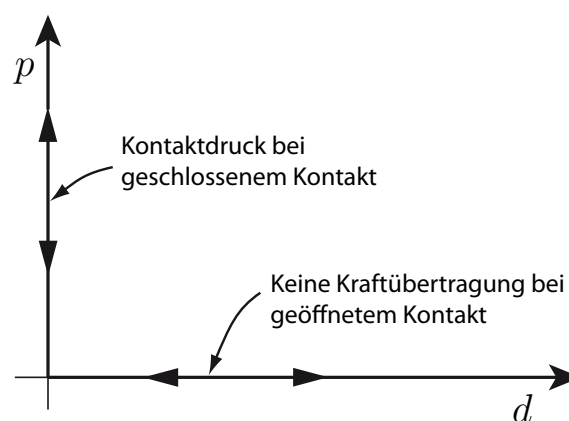 p
Kontaktdruck bei
geschlossenem Kontakt
Keine Kraftübertragung bei
geöffnetem Kontakt
d